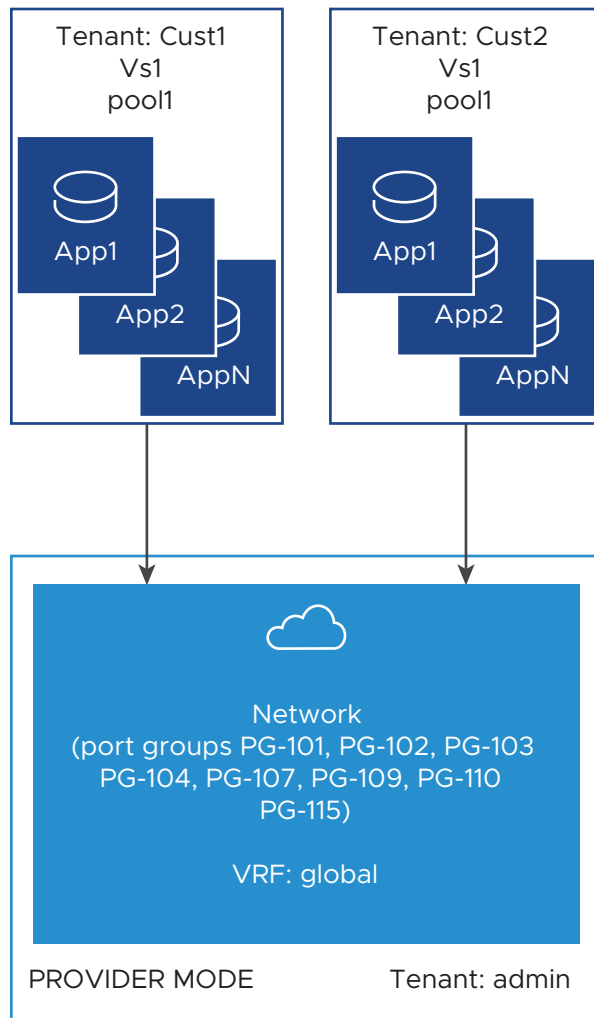 Tenant: Cust1
Vs1
pool1
App1
App2
AppN
Tenant: Cust2
Vs1
pool1
App1
App2
AppN
Network
(port groups PG-101, PG-102, PG-103
PG-104, PG-107, PG-109, PG-110
PG-115)
VRF: global
PROVIDER MODE
Tenant: admin